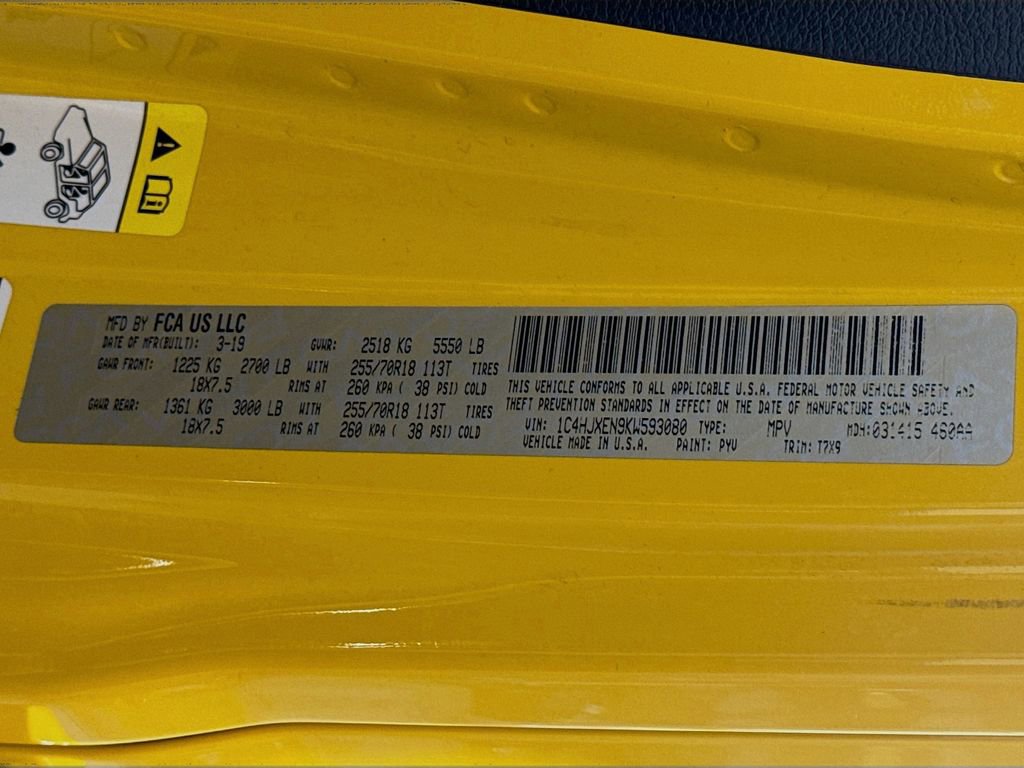 MFD BY FCA US LLC
DATE OF MFR(BUILT): 3-19 GVWR: 2518 KG 5550 LB
GAWR FRONT: 1225 KG 2700 LB WITH 255/70R18 113T TIRES
18X7.5 RIMS AT 260 KPA ( 38 PSI) COLD
GAWR REAR: 1361 KG 3000 LB WITH 255/70R18 113T TIRES
18X7.5 RIMS AT 260 KPA ( 38 PSI) COLD
THIS VEHICLE CONFORMS TO ALL APPLICABLE U.S.A. FEDERAL MOTOR VEHICLE SAFETY AND
THEFT PREVENTION STANDARDS IN EFFECT ON THE DATE OF MANUFACTURE SHOWN ABOVE.
VIN: 1C4HJXEN9KW593080 TYPE: MPV MDH: 031415 460AA
VEHICLE MADE IN U.S.A. PAINT: PYV TRIM: T7X9